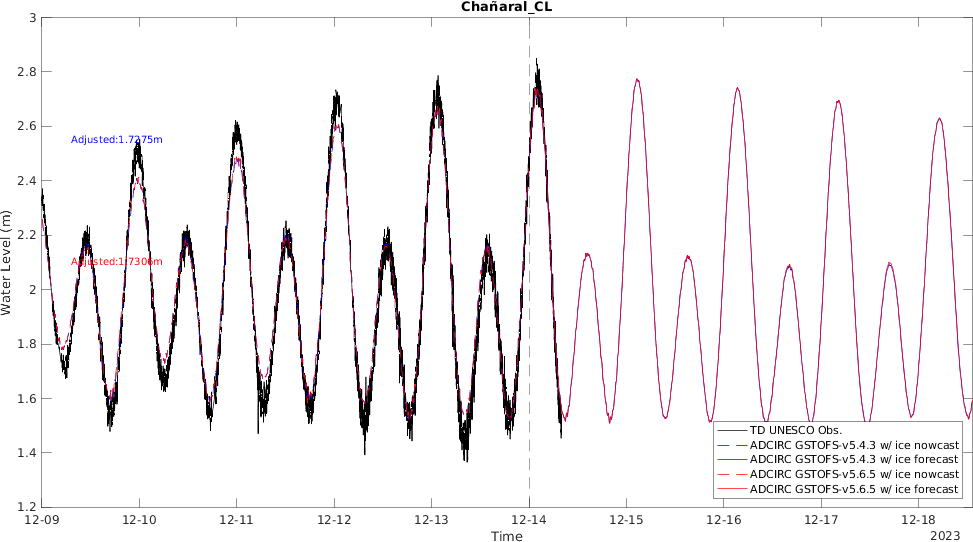 Chañaral_CL
3
2.8
2.6
2.4
2.2
2
1.8
1.6
1.4
1.2
Water Level (m)
Adjusted:1.7275m
Adjusted:1.7306m
TD UNESCO Obs.
ADCIRC GSTOFS-v5.4.3 w/ ice nowcast
ADCIRC GSTOFS-v5.4.3 w/ ice forecast
ADCIRC GSTOFS-v5.6.5 w/ ice nowcast
ADCIRC GSTOFS-v5.6.5 w/ ice forecast
12-09 12-10 12-11 12-12 12-13 12-14 12-15 12-16 12-17 12-18
Time
2023